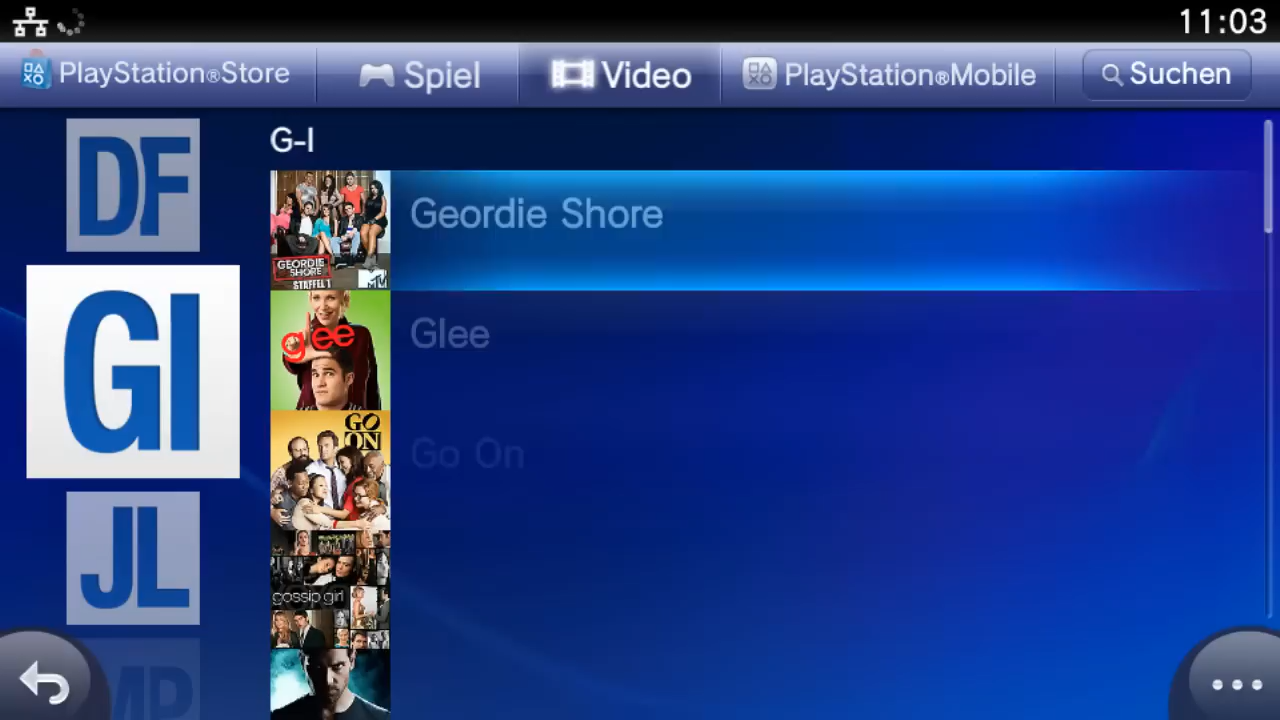 11:03
PlayStation®Store
Spiel
Video
PlayStation®Mobile
Suchen
DF
G-I
GEORDIE
SHORE
STAFFEL 1
MTV
Geordie Shore
GI
glee
Glee
GO
ON
Go On
JL
gossip girl
MP